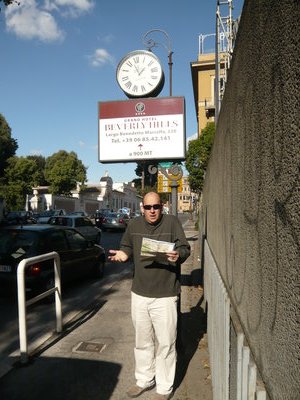 GRAND HOTEL
BEVERLY HILLS
Largo Benedetto Marcello, 220
Tel. +39 06.85.42.141
a 900 MT